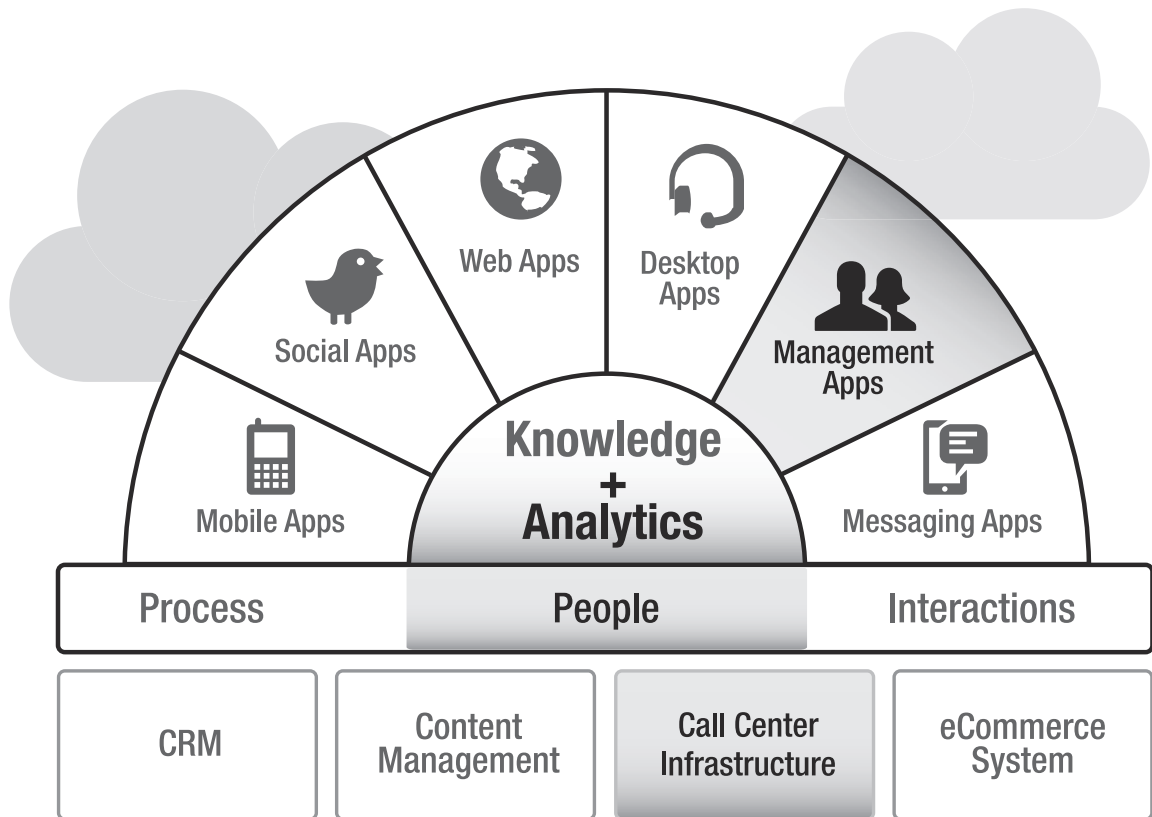 Web Apps
Desktop
Apps
Social Apps
Management
Apps
Mobile Apps
Messaging Apps
Knowledge
+
Analytics
Process
People
Interactions
CRM
Content
Management
Call Center
Infrastructure
eCommerce
System